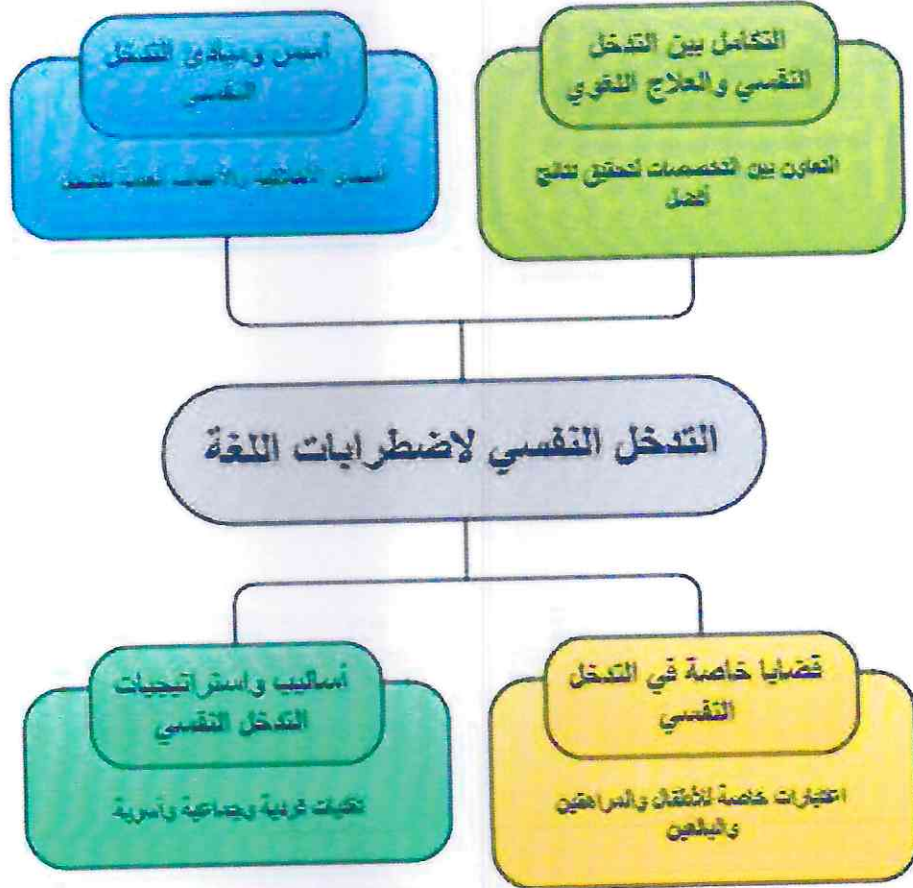 التكامل بين التدخل
النفسي والعلاج اللغوي
التعاون بين التخصصات لتحقيق نتائج
أفضل
أسس ومبادئ التدخل
النفسي
التدخل النفسي لاضطرابات اللغة
قضايا خاصة في التدخل
النفسي
اعتبارات خاصة للأطفال والمراهقين
والبالغين
أساليب واستراتيجيات
التدخل النفسي
تقنيات فردية وجماعية وأسرية